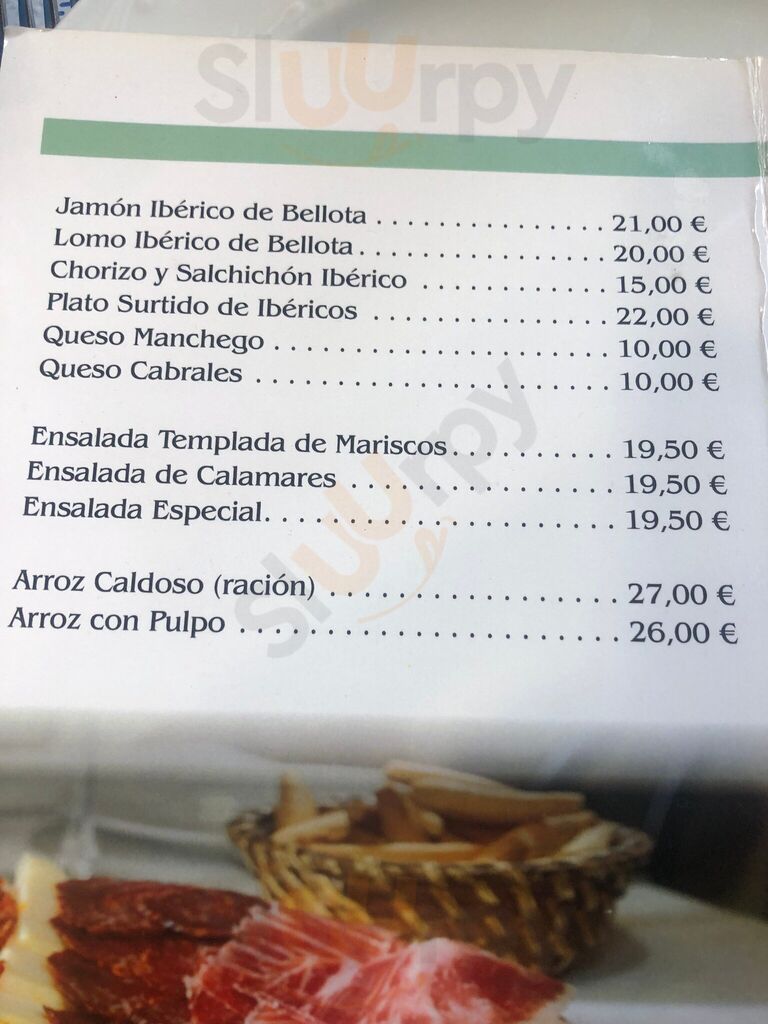 sluurpy
Jamón Ibérico de Bellota ................ 21,00 €
Lomo Ibérico de Bellota .................. 20,00 €
Chorizo y Salchichón Ibérico ............. 15,00 €
Plato Surtido de Ibéricos ................. 22,00 €
Queso Manchego ........................ 10,00 €
Queso Cabrales ......................... 10,00 €
Ensalada Templada de Mariscos............ 19,50 €
Ensalada de Calamares ................... 19,50 €
Ensalada Especial......................... 19,50 €
sluurpy
Arroz Caldoso (ración) ..................... 27,00 €
Arroz con Pulpo ........................... 26,00 €